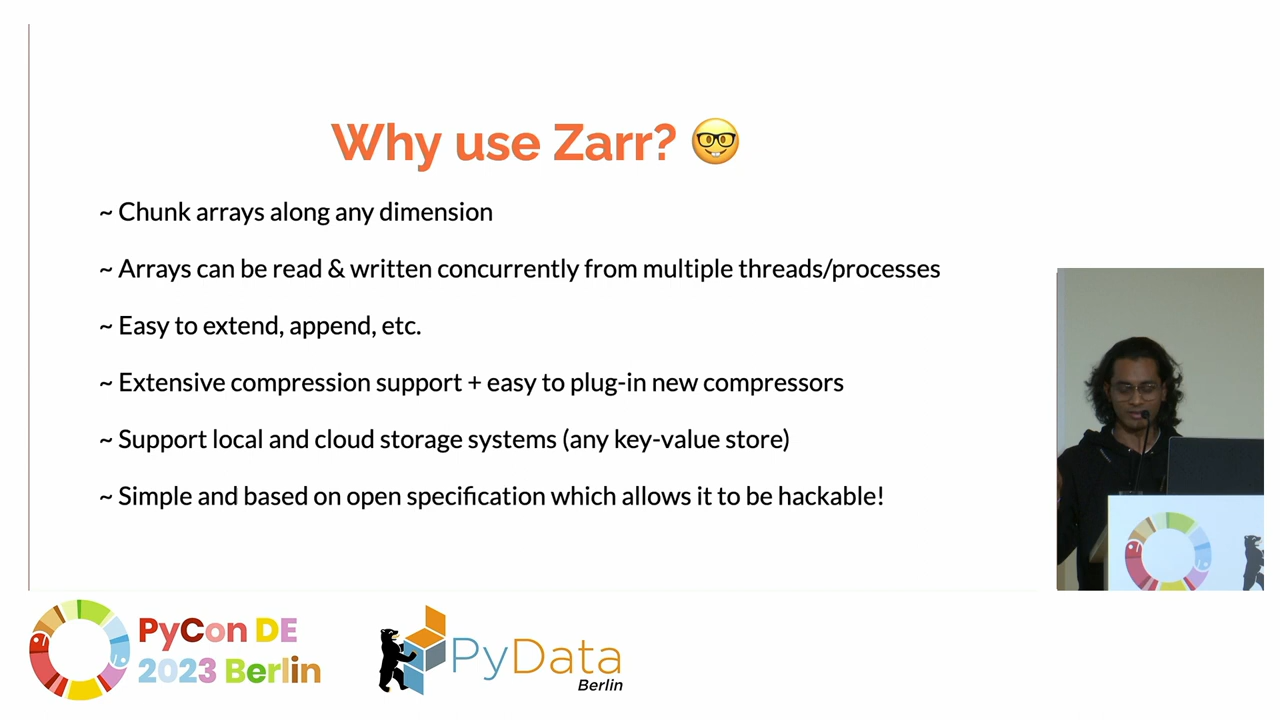 Why use Zarr? 🤓
~ Chunk arrays along any dimension
~ Arrays can be read & written concurrently from multiple threads/processes
~ Easy to extend, append, etc.
~ Extensive compression support + easy to plug-in new compressors
~ Support local and cloud storage systems (any key-value store)
~ Simple and based on open specification which allows it to be hackable!
PyCon DE
2023 Berlin
PyData
Berlin